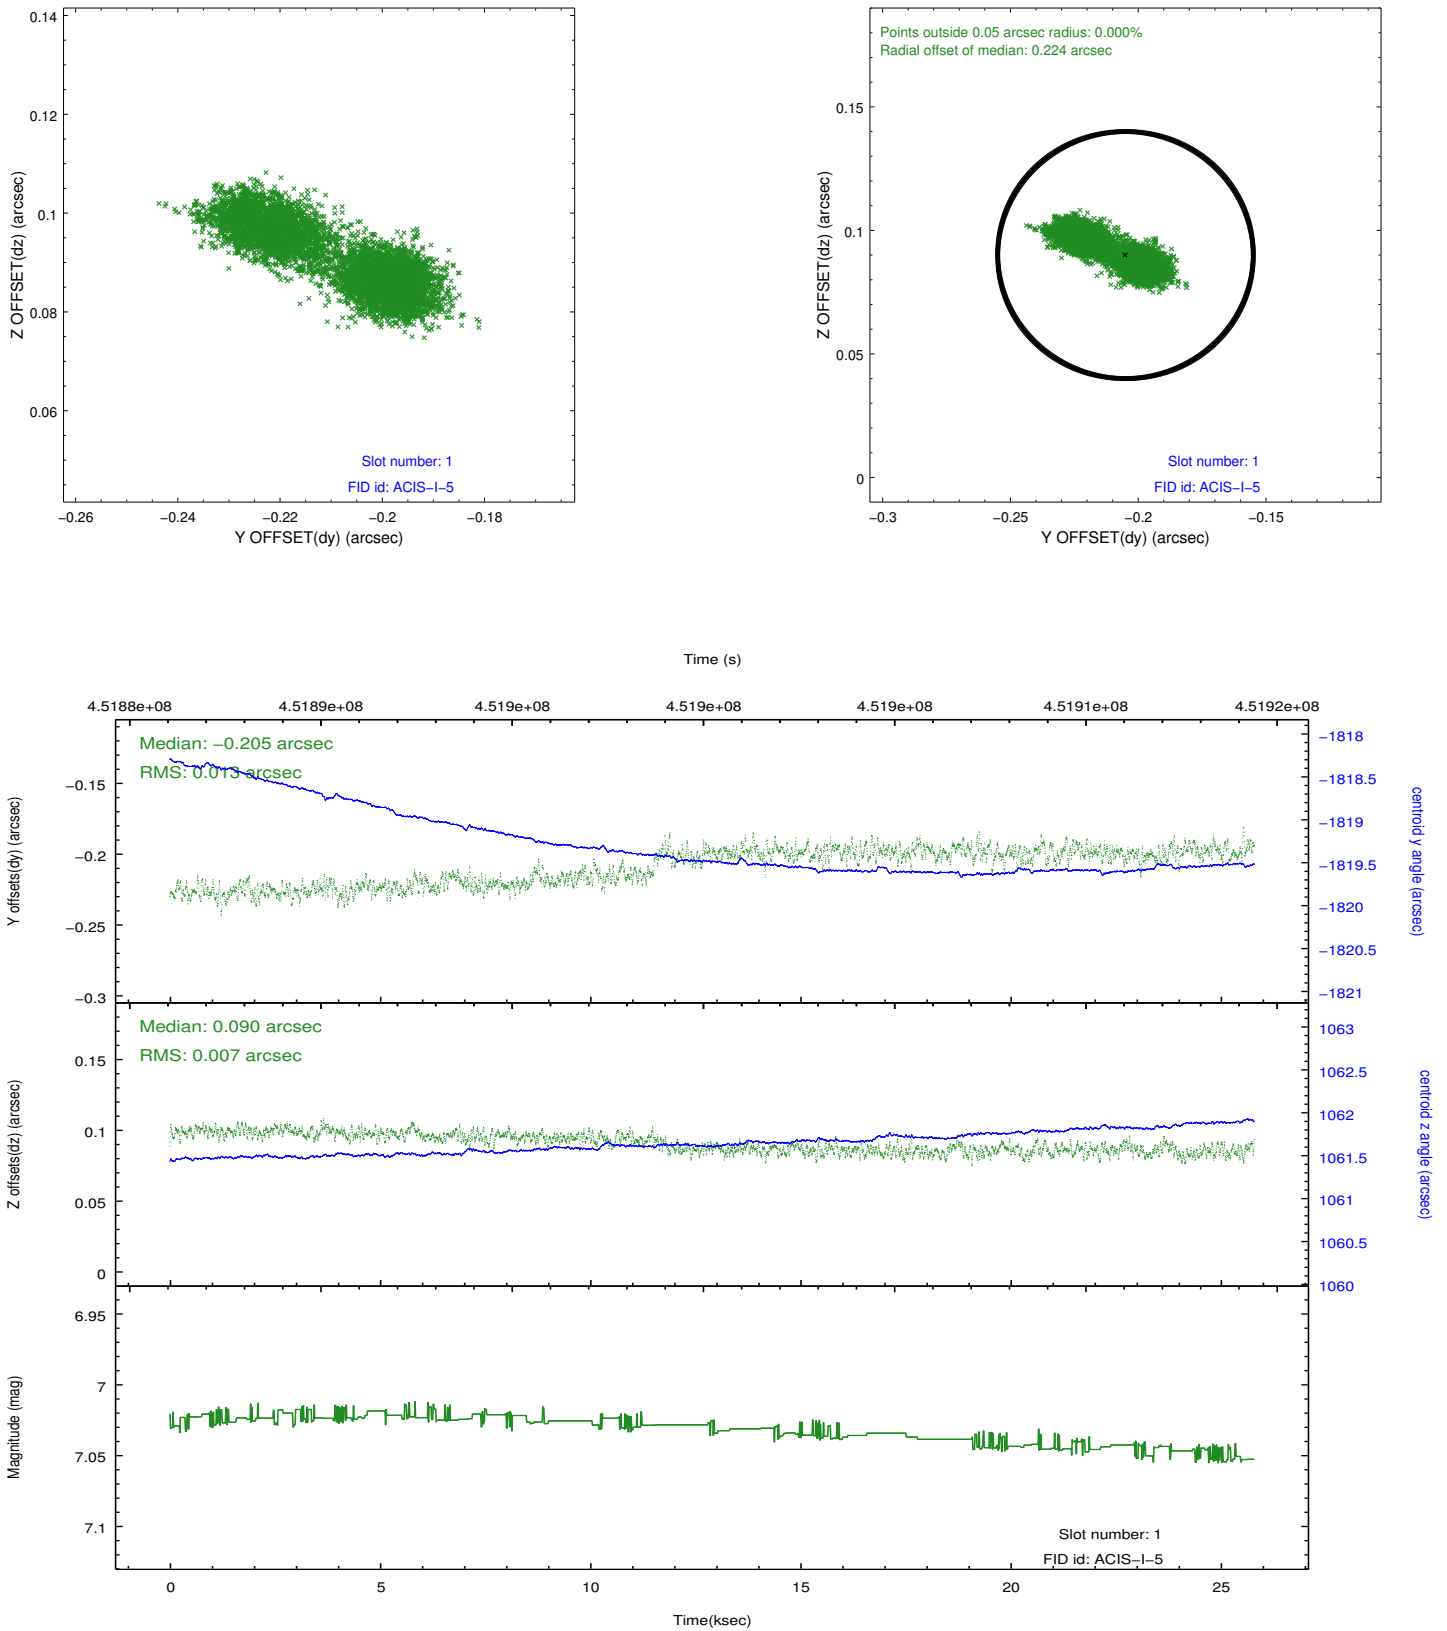 0.14
0.12
0.1
0.08
0.06
Z OFFSET(dz) (arcsec)
Slot number: 1
FID id: ACIS−I−5
−0.26 −0.24 −0.22 −0.2 −0.18
Y OFFSET(dy) (arcsec)
Points outside 0.05 arcsec radius: 0.000%
Radial offset of median: 0.224 arcsec
0.15
0.1
0.05
0
Z OFFSET(dz) (arcsec)
Slot number: 1
FID id: ACIS−I−5
−0.3 −0.25 −0.2 −0.15
Y OFFSET(dy) (arcsec)
Time (s)
4.5188e+08 4.5189e+08 4.519e+08 4.519e+08 4.519e+08 4.5191e+08 4.5192e+08
Median: −0.205 arcsec
RMS: 0.013 arcsec
−0.15
−0.2
−0.25
−0.3
Y offsets(dy) (arcsec)
−1818
−1818.5
−1819
−1819.5
−1820
−1820.5
−1821
centroid y angle (arcsec)
Median: 0.090 arcsec
RMS: 0.007 arcsec
0.15
0.1
0.05
0
Z offsets(dz) (arcsec)
1063
1062.5
1062
1061.5
1061
1060.5
1060
centroid z angle (arcsec)
6.95
7
7.05
7.1
Magnitude (mag)
Slot number: 1
FID id: ACIS−I−5
0 5 10 15 20 25
Time(ksec)